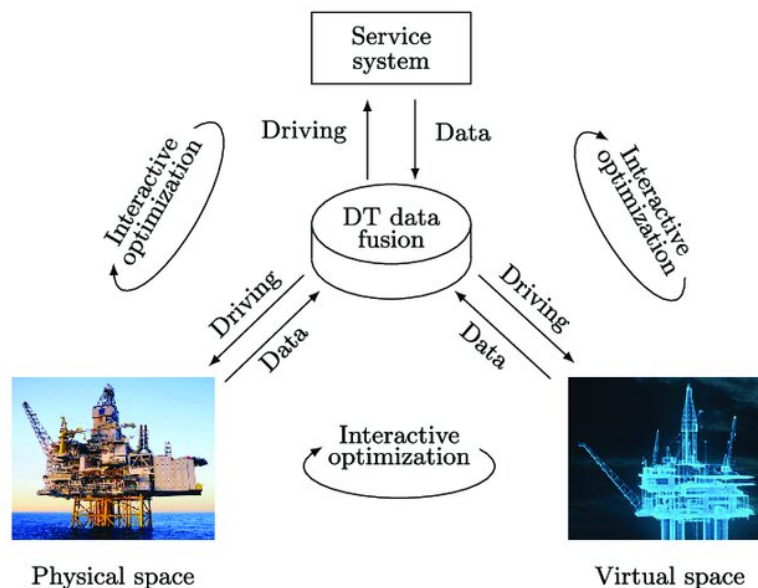 Service
system
Driving
Data
Interactive
optimization
Interactive
optimization
DT data
fusion
Driving
Data
Driving
Data
Interactive
optimization
Physical space
Virtual space